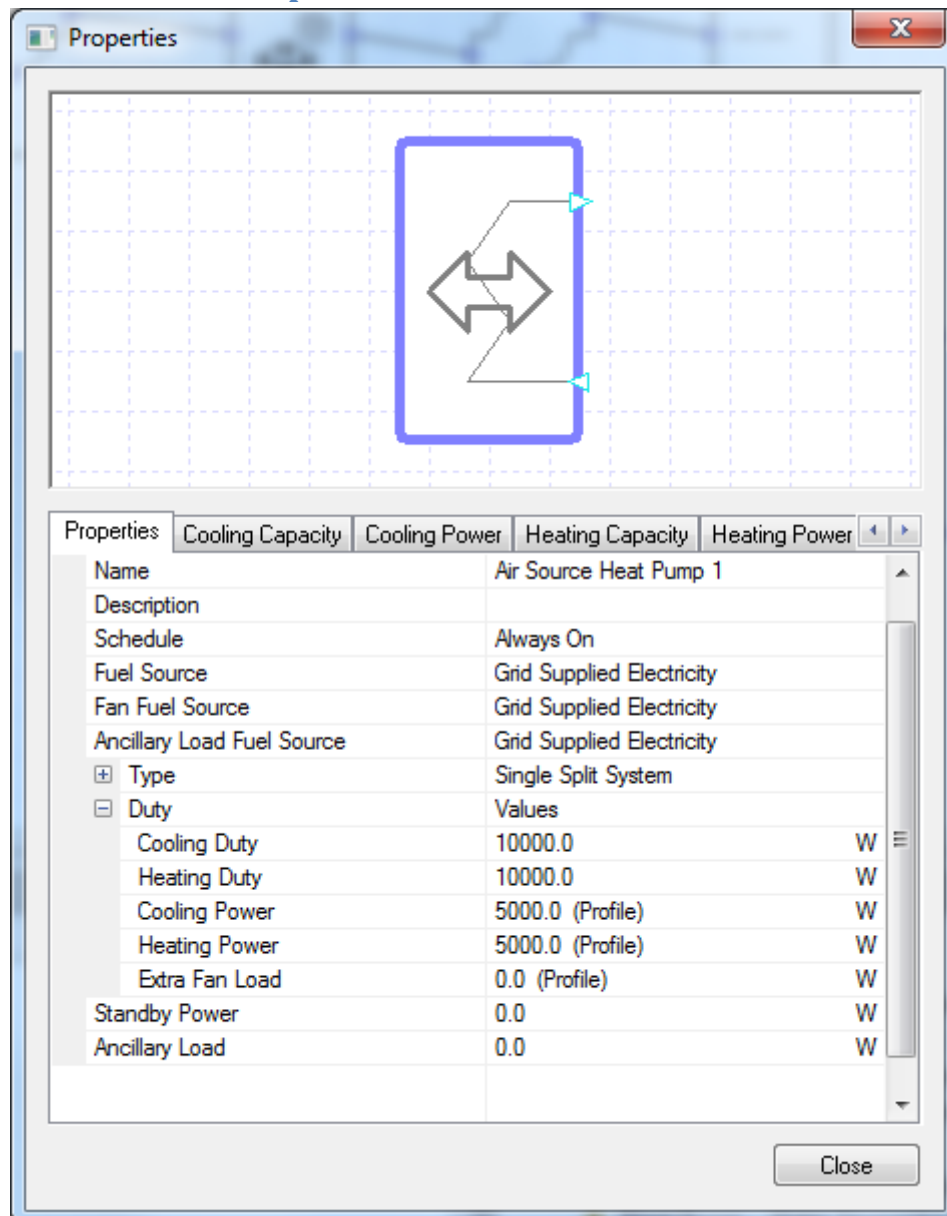 Properties
Properties Cooling Capacity Cooling Power Heating Capacity Heating Power
Name Air Source Heat Pump 1
Description
Schedule Always On
Fuel Source Grid Supplied Electricity
Fan Fuel Source Grid Supplied Electricity
Ancillary Load Fuel Source Grid Supplied Electricity
Type Single Split System
Duty Values
Cooling Duty 10000.0 W
Heating Duty 10000.0 W
Cooling Power 5000.0 (Profile) W
Heating Power 5000.0 (Profile) W
Extra Fan Load 0.0 (Profile) W
Standby Power 0.0 W
Ancillary Load 0.0 W
Close